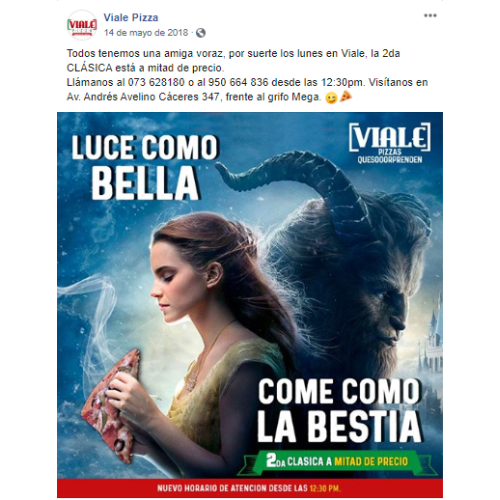 VIALE
Viale Pizza
14 de mayo de 2018 ·
Todos tenemos una amiga voraz, por suerte los lunes en Viale, la 2da
CLÁSICA está a mitad de precio.
Llámanos al 073 628180 o al 950 664 836 desde las 12:30pm. Visítanos en
Av. Andrés Avelino Cáceres 347, frente al grifo Mega.
LUCE COMO
BELLA
[VIALE]
PIZZAS
QUESOOORPRENDEN
COME COMO
LA BESTIA
2DA CLASICA A MITAD DE PRECIO
NUEVO HORARIO DE ATENCION DESDE LAS 12:30 PM.